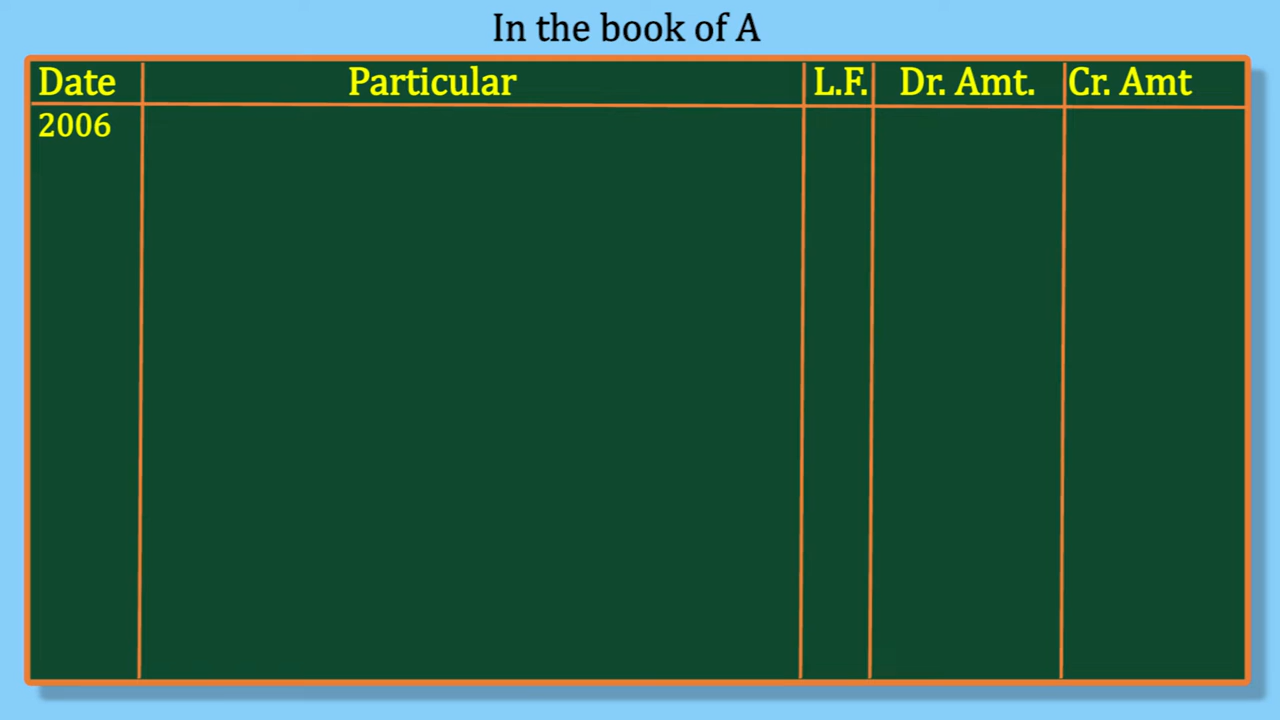 In the book of A
Date Particular L.F. Dr. Amt. Cr. Amt
2006